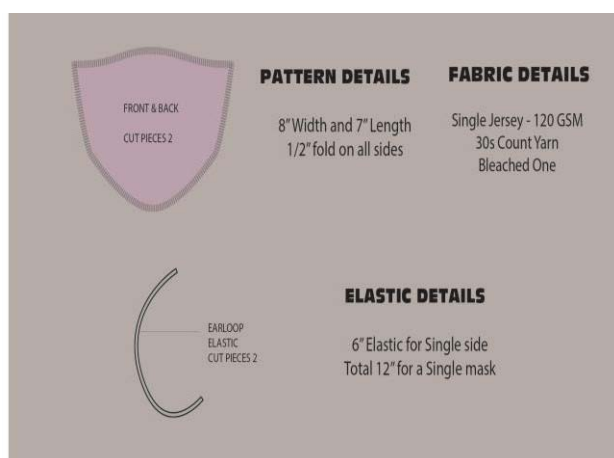 FRONT & BACK
CUT PIECES 2
PATTERN DETAILS
8" Width and 7" Length
1/2" fold on all sides
FABRIC DETAILS
Single Jersey - 120 GSM
30s Count Yarn
Bleached One
EARLOOP
ELASTIC
CUT PIECES 2
ELASTIC DETAILS
6" Elastic for Single side
Total 12" for a Single mask